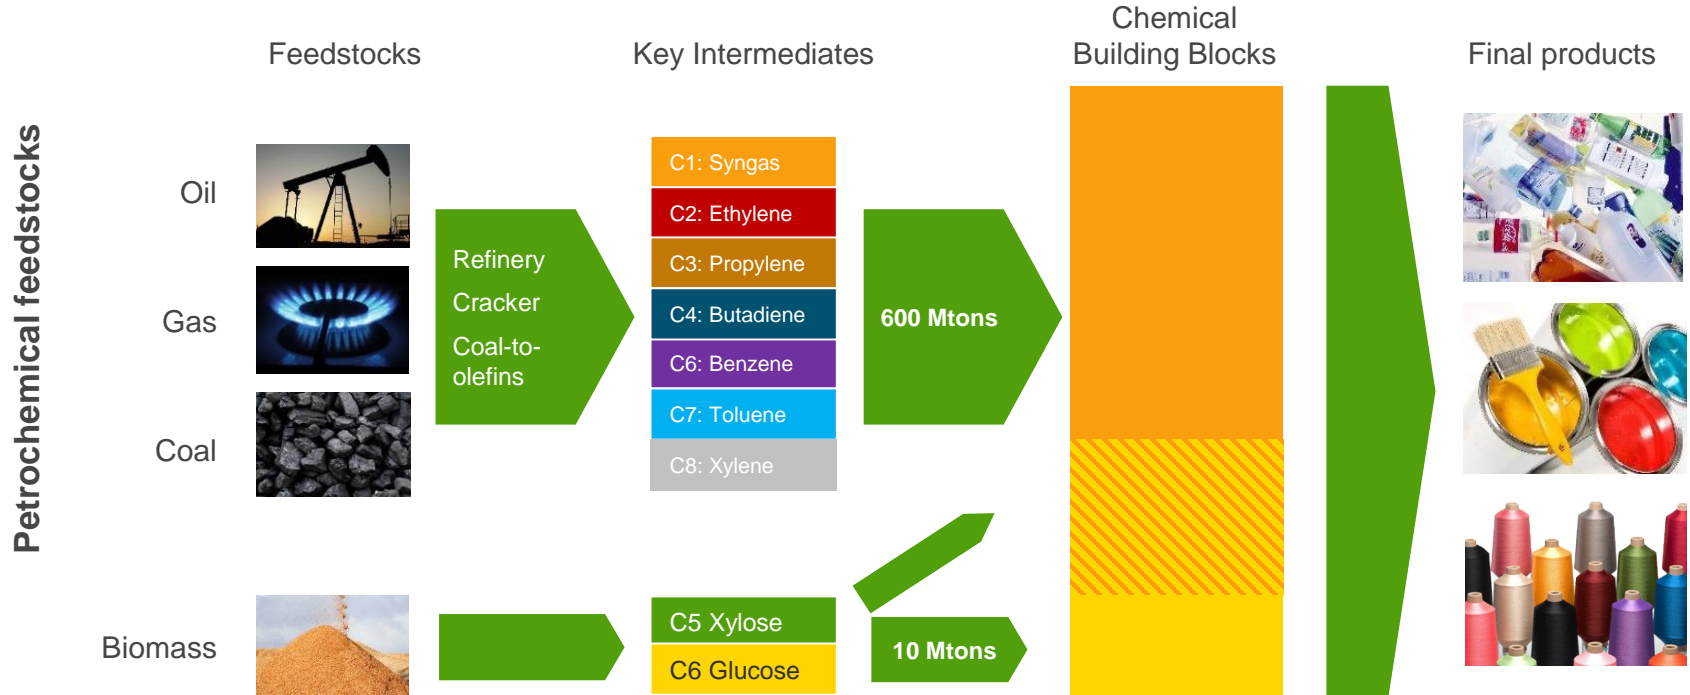 Feedstocks
Key Intermediates
Chemical
Building Blocks
Final products
Petrochemical feedstocks
Oil
Gas
Coal
Biomass
Refinery
Cracker
Coal-to-
olefins
C1: Syngas
C2: Ethylene
C3: Propylene
C4: Butadiene
C6: Benzene
C7: Toluene
C8: Xylene
600 Mtons
C5 Xylose
C6 Glucose
10 Mtons